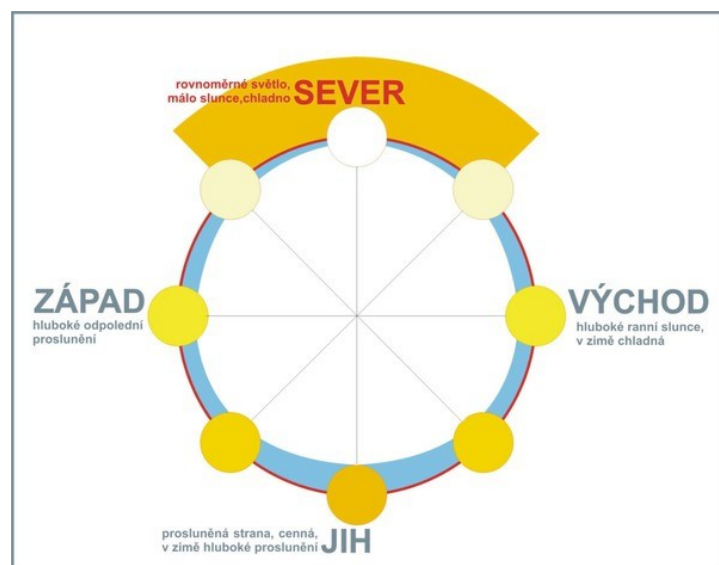 rovnoměrné světlo,
málo slunce,chladno SEVER
ZÁPAD
hluboké odpolední
proslunění
VÝCHOD
hluboké ranní slunce,
v zimě chladná
prosluněná strana, cenná,
v zimě hluboké proslunění JIH